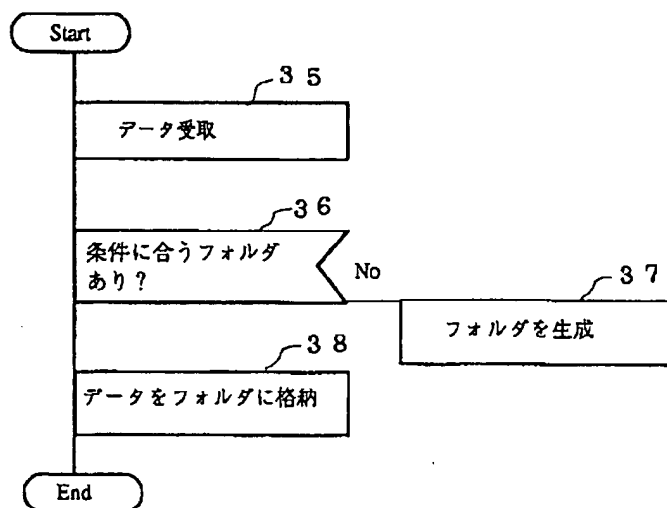 Start
35
データ受取
36
条件に合うフォルダ
あり?
No
37
フォルダを生成
38
データをフォルダに格納
End